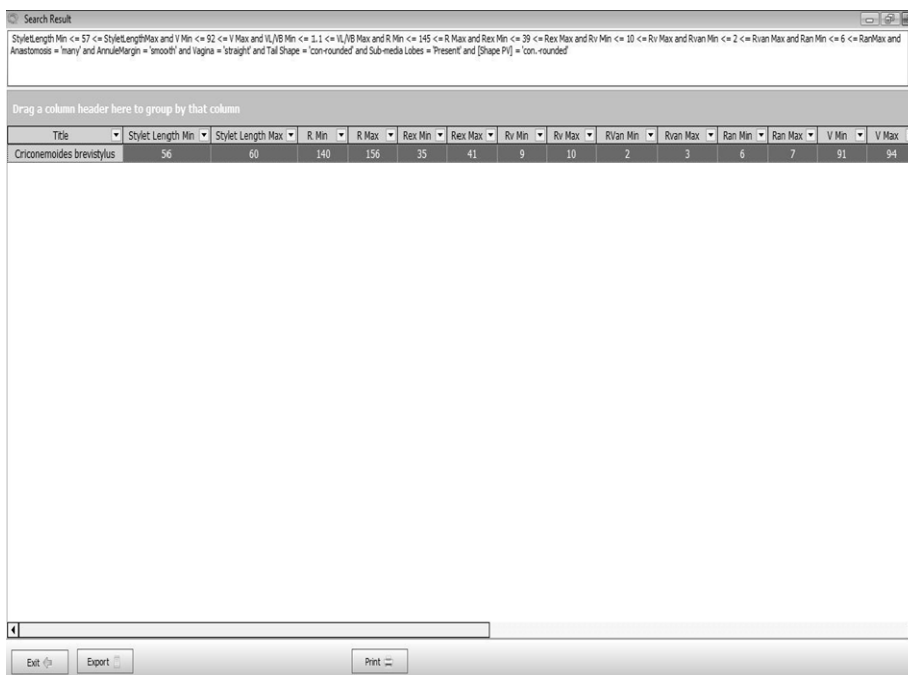 Search Result
StyletLength Min <= 57 <= StyletLengthMax and V Min <= 92 <= V Max and VL/VB Min <= 1.1 <= VL/VB Max and R Min <= 145 <= R Max and Rex Min <= 39 <= Rex Max and Rv Min <= 10 <= Rv Max and Rvan Min <= 2 <= Rvan Max and Ran Min <= 6 <= RanMax and
Anastomosis = 'many' and AnnuleMargin = 'smooth' and Vagina = 'straight' and Tail Shape = 'con-rounded' and Sub-media Lobes = 'Present' and [Shape PV] = 'con.-rounded'
Drag a column header here to group by that column
Title Stylet Length Min Stylet Length Max R Min R Max Rex Min Rex Max Rv Min Rv Max RVan Min Rvan Max Ran Min Ran Max V Min V Max
Criconemoides brevistylus 56 60 140 156 35 41 9 10 2 3 6 7 91 94
Exit Export Print